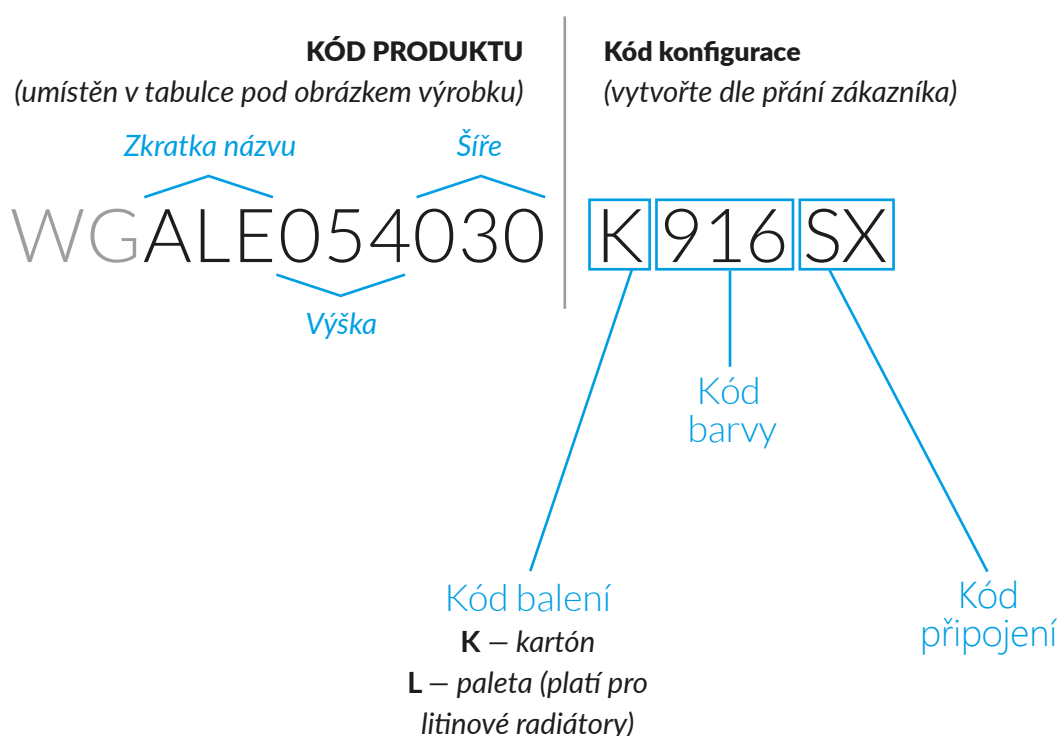 KÓD PRODUKTU
(umístěn v tabulce pod obrázkem výrobku)
Kód konfigurace
(vytvořte dle přání zákazníka)
Zkratka názvu
Šíře
WGALE054030
K 916 SX
Výška
Kód
barvy
Kód balení
K — kartón
L — paleta (platí pro
litinové radiátory)
Kód
připojení